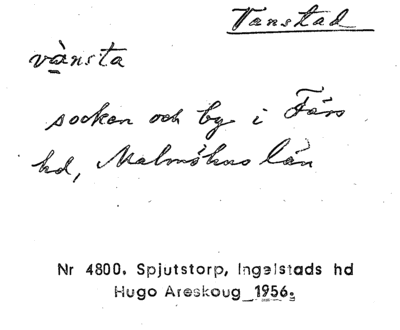 Vanstad
vànsta
socken och by i Färs
hd, Malmöhus län
Nr 4800. Spjutstorp, Ingelstads hd
Hugo Areskoug 1956.